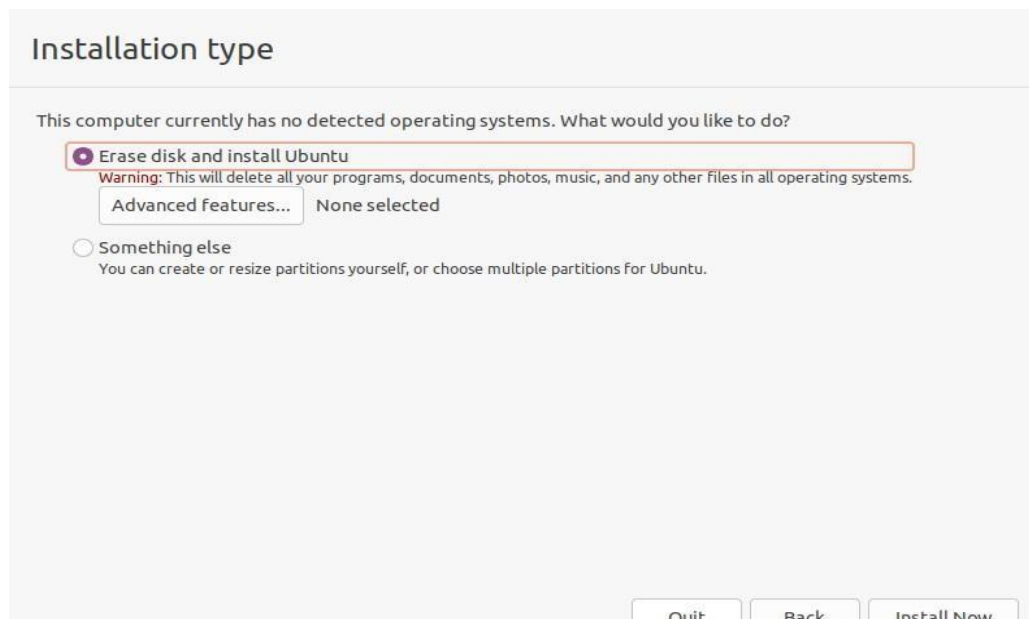 Installation type
This computer currently has no detected operating systems. What would you like to do?
Erase disk and install Ubuntu
Warning: This will delete all your programs, documents, photos, music, and any other files in all operating systems.
Advanced features... None selected
Something else
You can create or resize partitions yourself, or choose multiple partitions for Ubuntu.
Quit Back Install Now